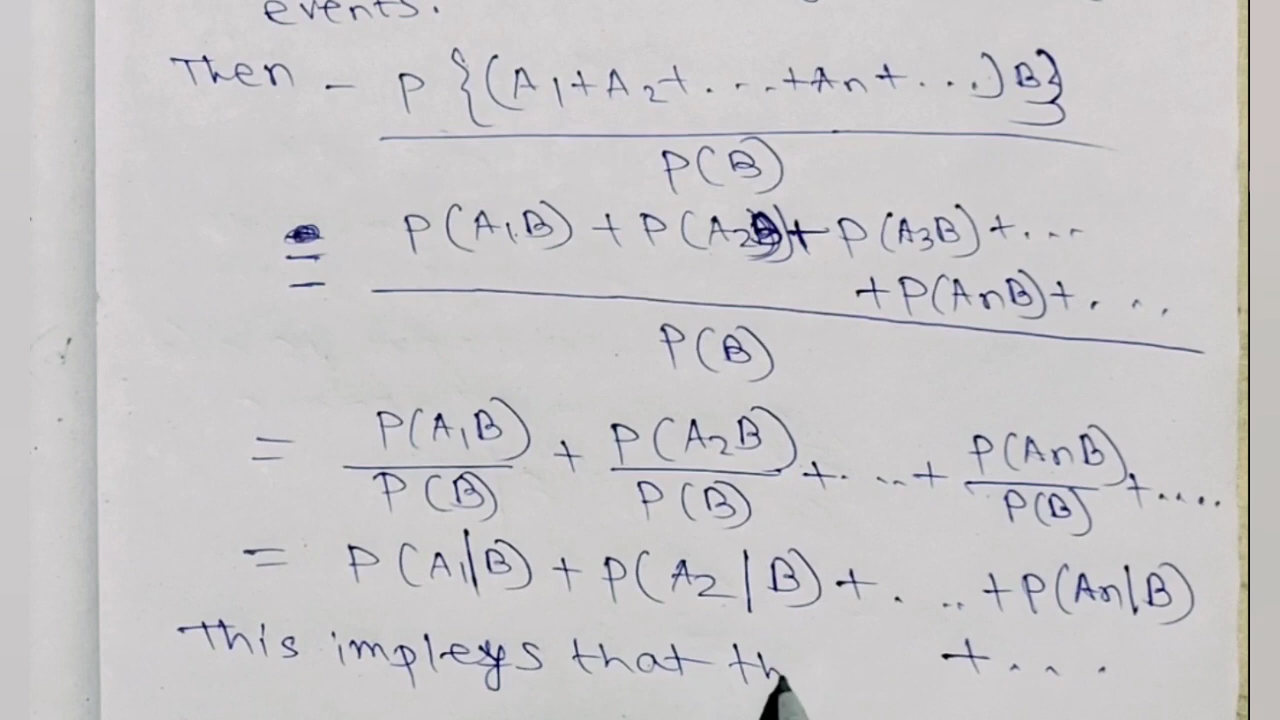 events.
Then - P {(A₁+A₂+...+An+...)B}
P(B)
= P(A₁B) + P(A₂B)+ P(A₃B)+...
+P(AnB)+...
P(B)
= P(A₁B) + P(A₂B) +....+ P(AnB) +....
P(B) P(B) P(B)
= P(A₁|B) + P(A₂|B) +. .. +P(An|B)
This impleys that th +...